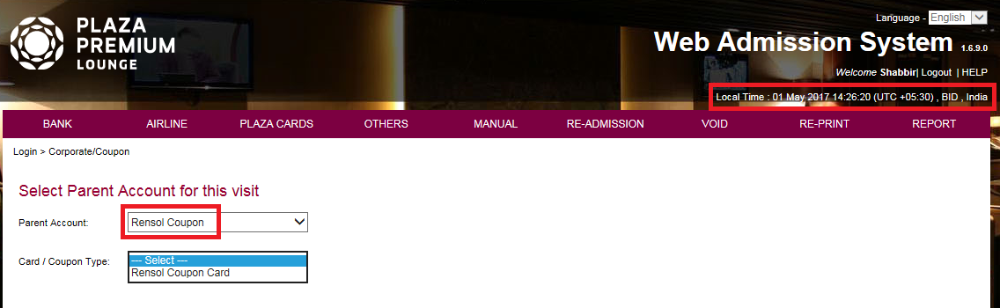 PLAZA
PREMIUM
LOUNGE
Language - English
Web Admission System 1.6.9.0
Welcome Shabbir| Logout | HELP
Local Time : 01 May 2017 14:26:20 (UTC +05:30) , BID , India
BANK AIRLINE PLAZA CARDS OTHERS MANUAL RE-ADMISSION VOID RE-PRINT REPORT
Login > Corporate/Coupon
Select Parent Account for this visit
Parent Account: Rensol Coupon
Card / Coupon Type: --- Select ---
Rensol Coupon Card